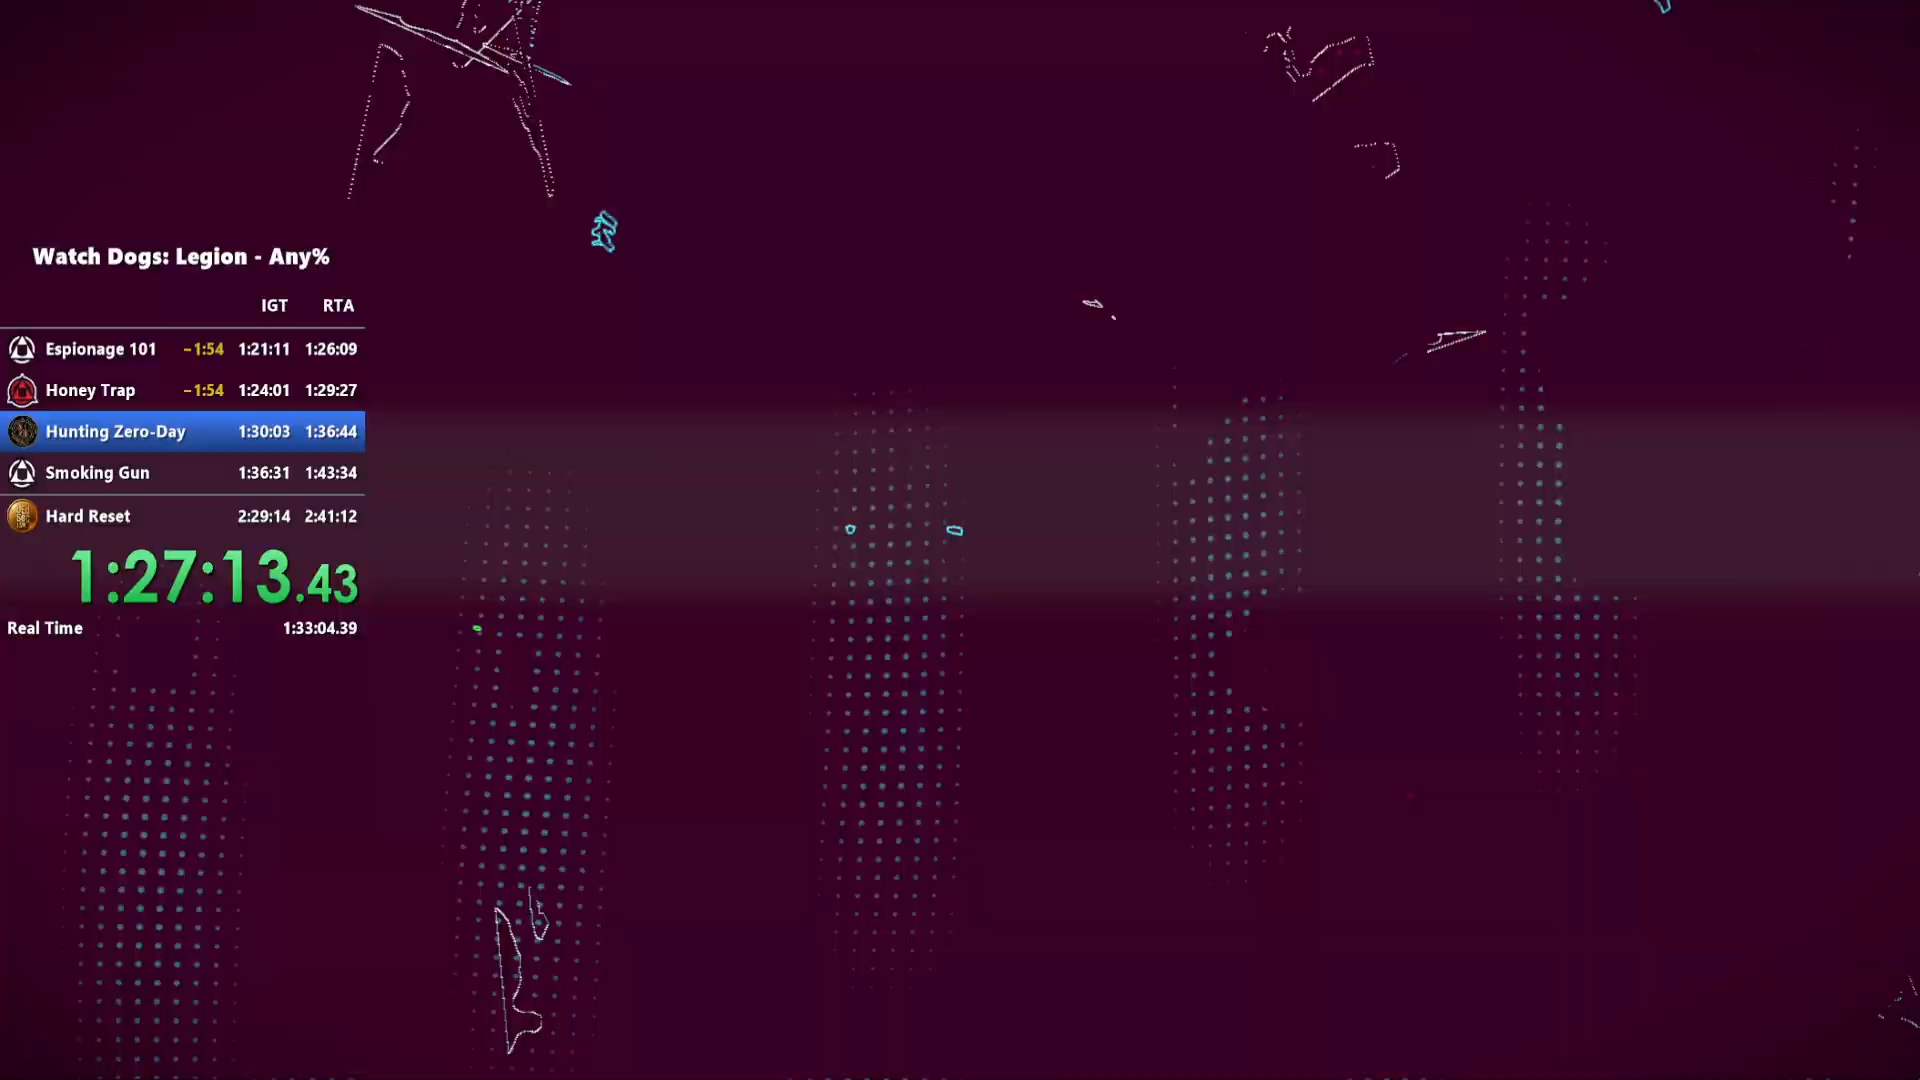 Watch Dogs: Legion - Any%
IGT RTA
Espionage 101 -1:54 1:21:11 1:26:09
Honey Trap -1:54 1:24:01 1:29:27
Hunting Zero-Day 1:30:03 1:36:44
Smoking Gun 1:36:31 1:43:34
Hard Reset 2:29:14 2:41:12
1:27:13.43
Real Time 1:33:04.39